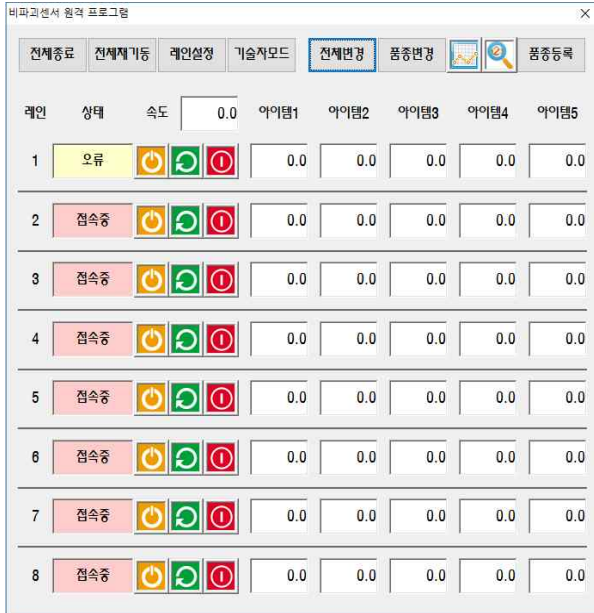 비파괴센서 원격 프로그램
전체종료 전체재기동 레인설정 기술자모드 전체변경 품종변경 품종등록
레인 상태 속도 0.0 아이템1 아이템2 아이템3 아이템4 아이템5
1 오류 0.0 0.0 0.0 0.0 0.0
2 접속중 0.0 0.0 0.0 0.0 0.0
3 접속중 0.0 0.0 0.0 0.0 0.0
4 접속중 0.0 0.0 0.0 0.0 0.0
5 접속중 0.0 0.0 0.0 0.0 0.0
6 접속중 0.0 0.0 0.0 0.0 0.0
7 접속중 0.0 0.0 0.0 0.0 0.0
8 접속중 0.0 0.0 0.0 0.0 0.0